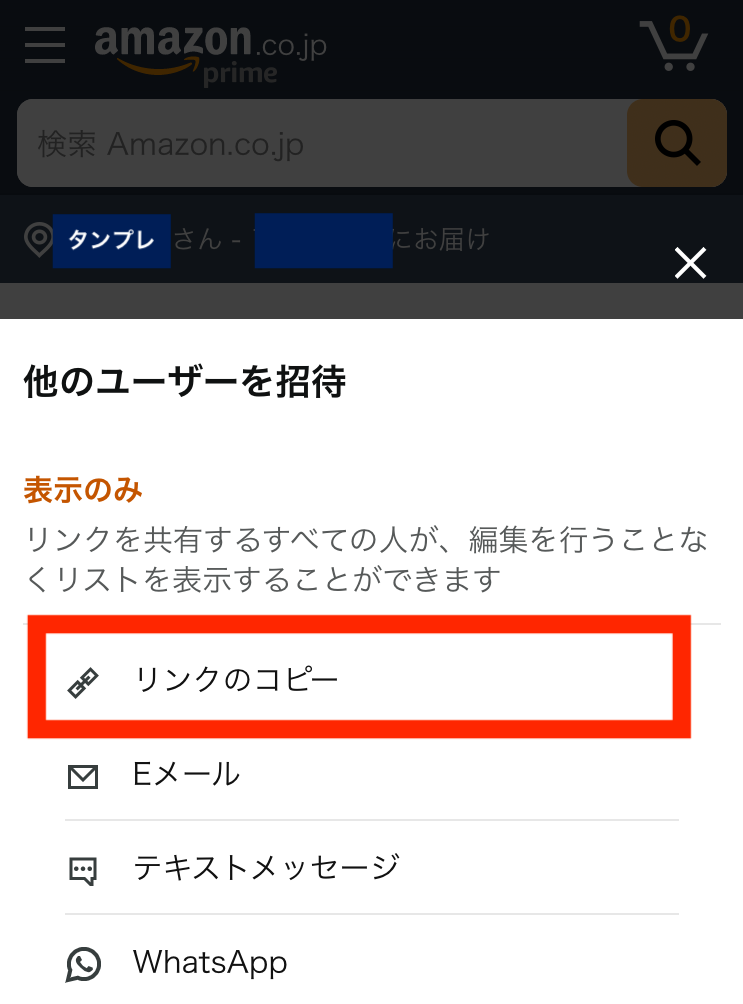 amazon.co.jp
prime
0
検索 Amazon.co.jp
タンプレ さん - にお届け
他のユーザーを招待
表示のみ
リンクを共有するすべての人が、編集を行うことな
くリストを表示することができます
リンクのコピー
Eメール
テキストメッセージ
WhatsApp